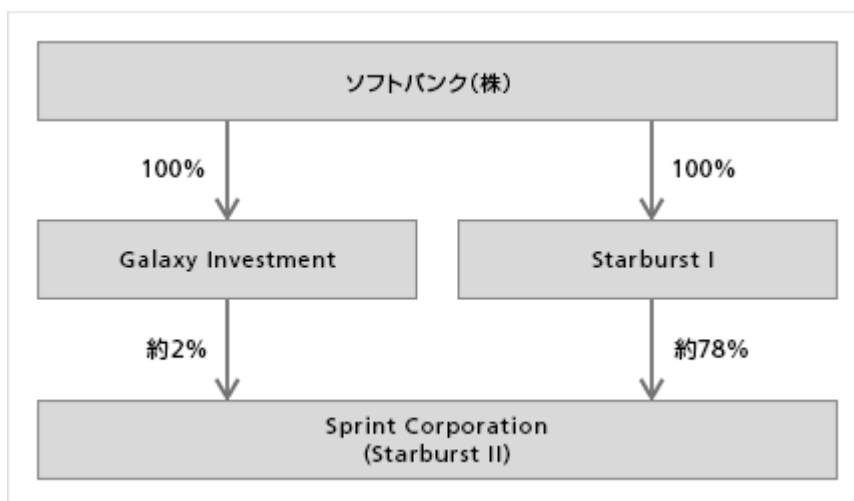 ソフトバンク(株)
100%
100%
Galaxy Investment
Starburst I
約2%
約78%
Sprint Corporation
(Starburst II)